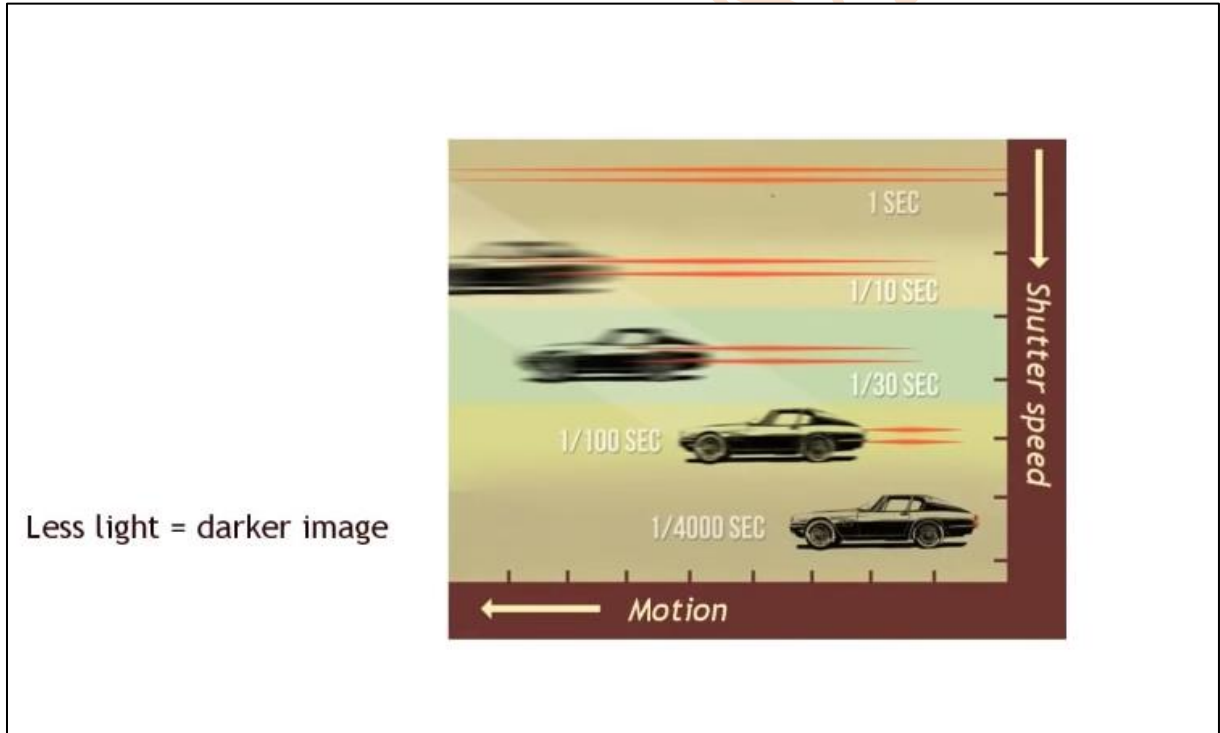 1 SEC
1/10 SEC
1/30 SEC
1/100 SEC
1/4000 SEC
Shutter speed
Less light = darker image
Motion